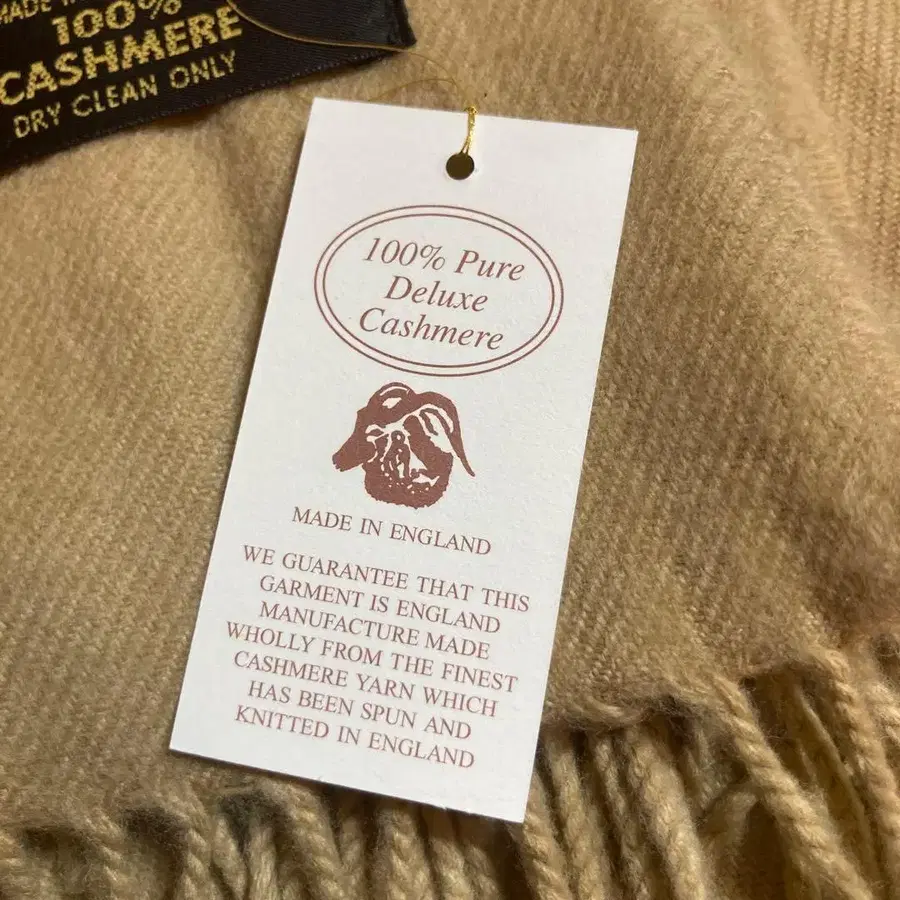 MADE
100%
CASHMERE
DRY CLEAN ONLY
100% Pure
Deluxe
Cashmere
MADE IN ENGLAND
WE GUARANTEE THAT THIS
GARMENT IS ENGLAND
MANUFACTURE MADE
WHOLLY FROM THE FINEST
CASHMERE YARN WHICH
HAS BEEN SPUN AND
KNITTED IN ENGLAND